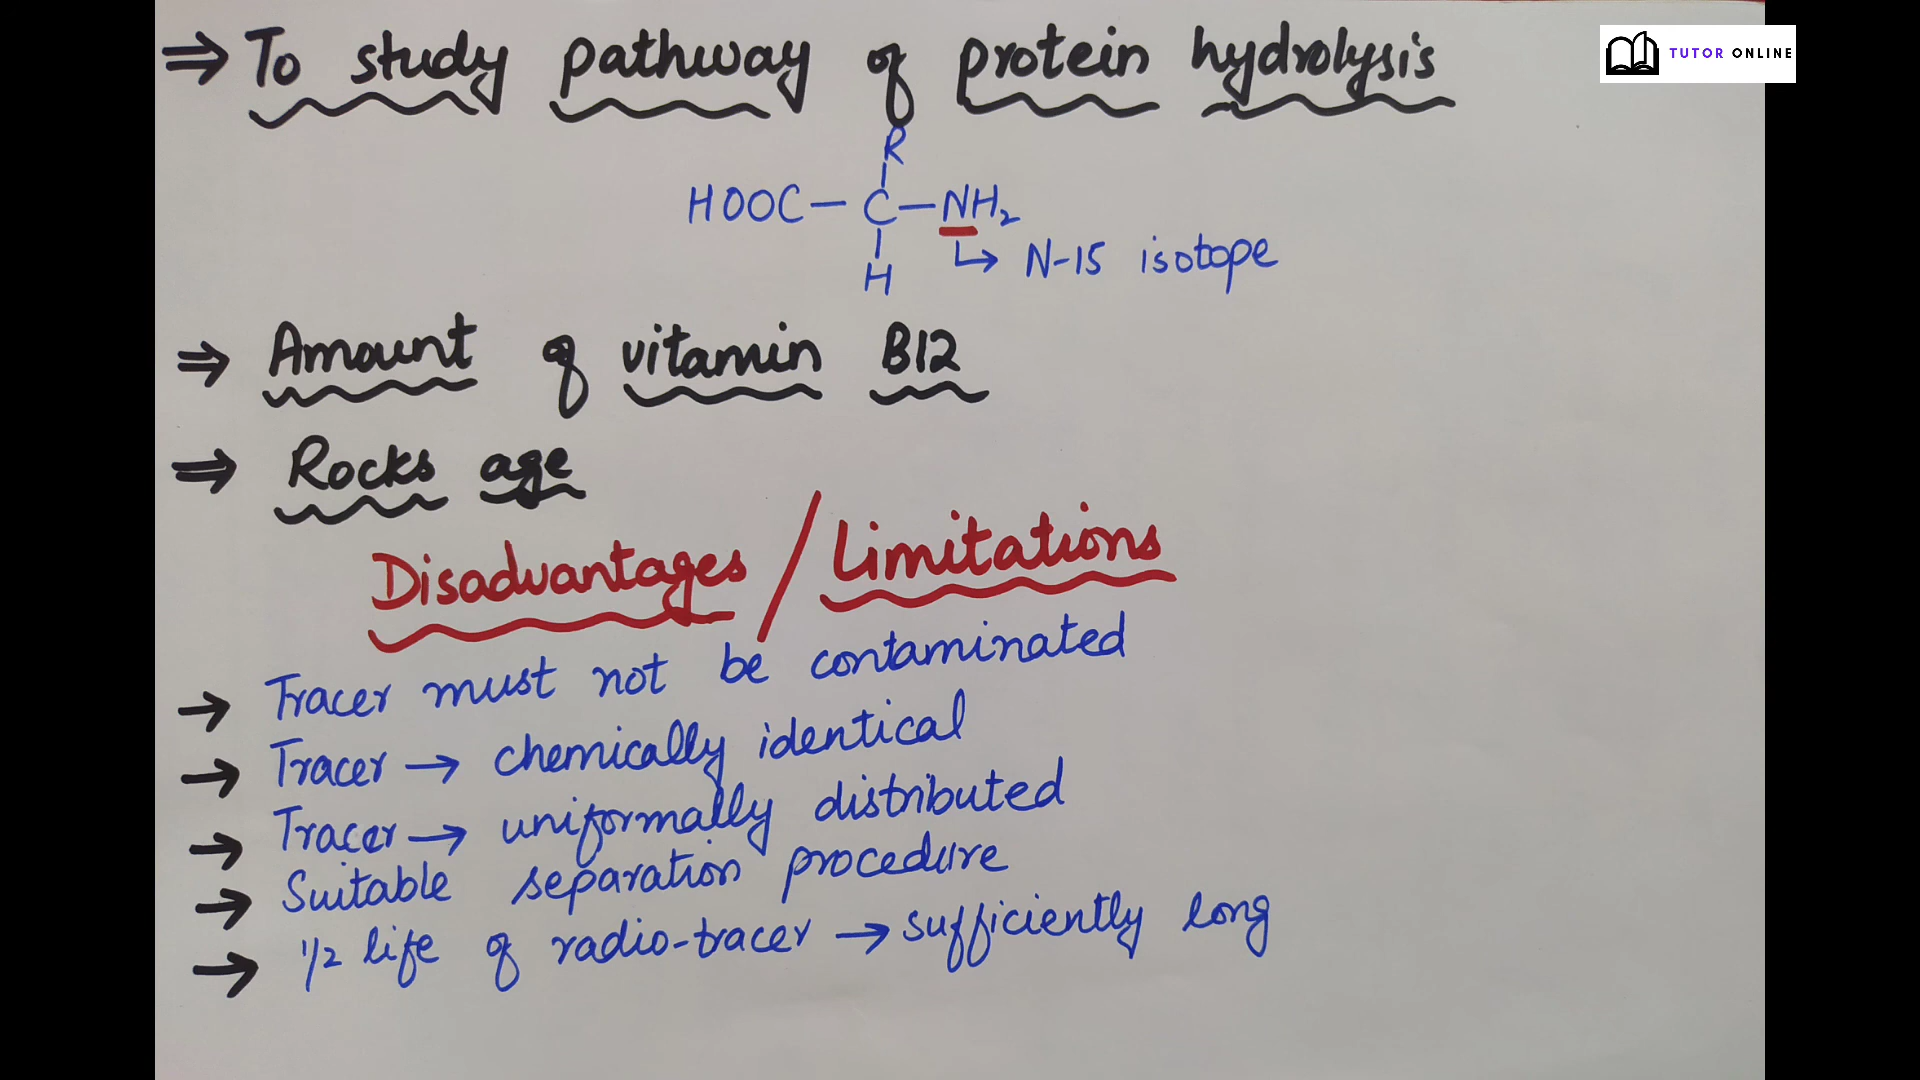 ⇒ To study pathway of protein hydrolysis
TUTOR ONLINE
R
HOOC — C — NH₂
↳ N-15 isotope
H
⇒ Amount of vitamin B12
⇒ Rocks age
Disadvantages / Limitations
→ Tracer must not be contaminated
→ Tracer → chemically identical
→ Tracer → uniformally distributed
→ Suitable separation procedure
→ 1/2 life of radio-tracer → sufficiently long